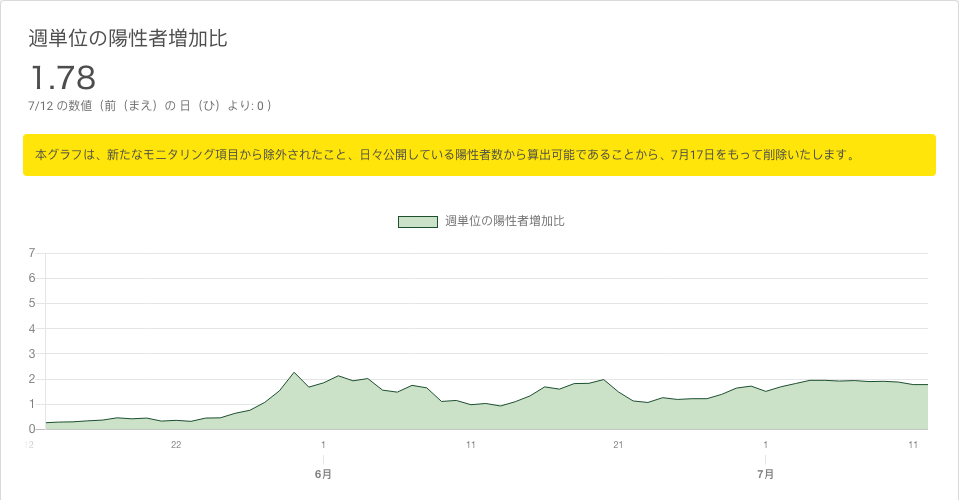 週単位の陽性者増加比
1.78
7/12 の数値（前（まえ）の 日（ひ）より: 0 ）
本グラフは、新たなモニタリング項目から除外されたこと、日々公開している陽性者数から算出可能であることから、7月17日をもって削除いたします。
週単位の陽性者増加比
7
6
5
4
3
2
1
0
22 1 11 21 1 11
6月 7月